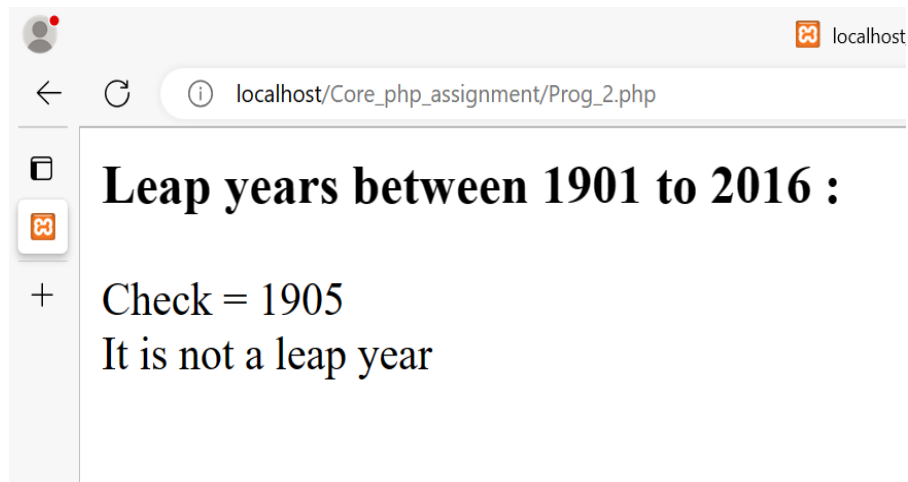 localhost
localhost/Core_php_assignment/Prog_2.php
Leap years between 1901 to 2016 :
Check = 1905
It is not a leap year